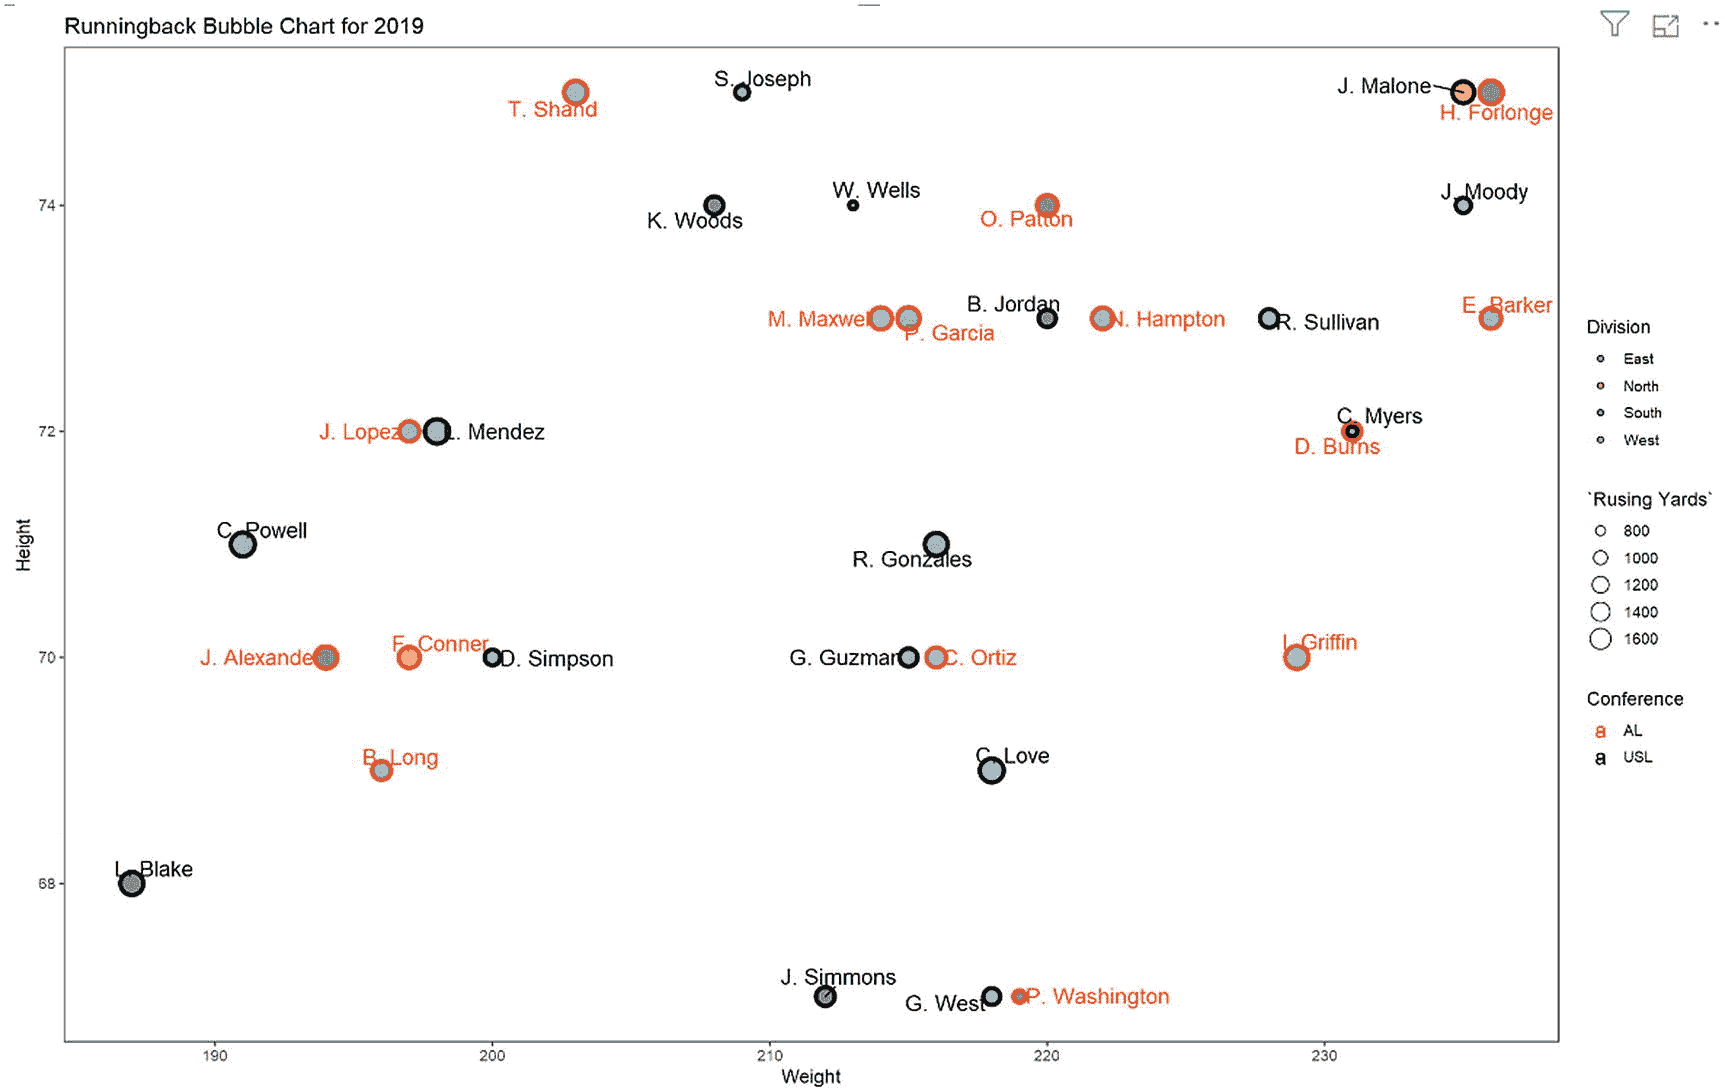 Runningback Bubble Chart for 2019
S. Joseph
J. Malone
T. Shand
H. Forlonge
74
W. Wells
J. Moody
K. Woods
O. Patton
B. Jordan
E. Barker
M. Maxwel
N. Hampton
R. Sullivan
P. Garcia
72
C. Myers
J. Lopez
L. Mendez
D. Burns
C. Powell
R. Gonzales
Height
70
F. Conner
I. Griffin
J. Alexande
D. Simpson
G. Guzman
C. Ortiz
B. Long
C. Love
68
L. Blake
J. Simmons
G. West
P. Washington
190
200
210
220
230
Weight
Division
East
North
South
West
`Rusing Yards`
800
1000
1200
1400
1600
Conference
a AL
a USL